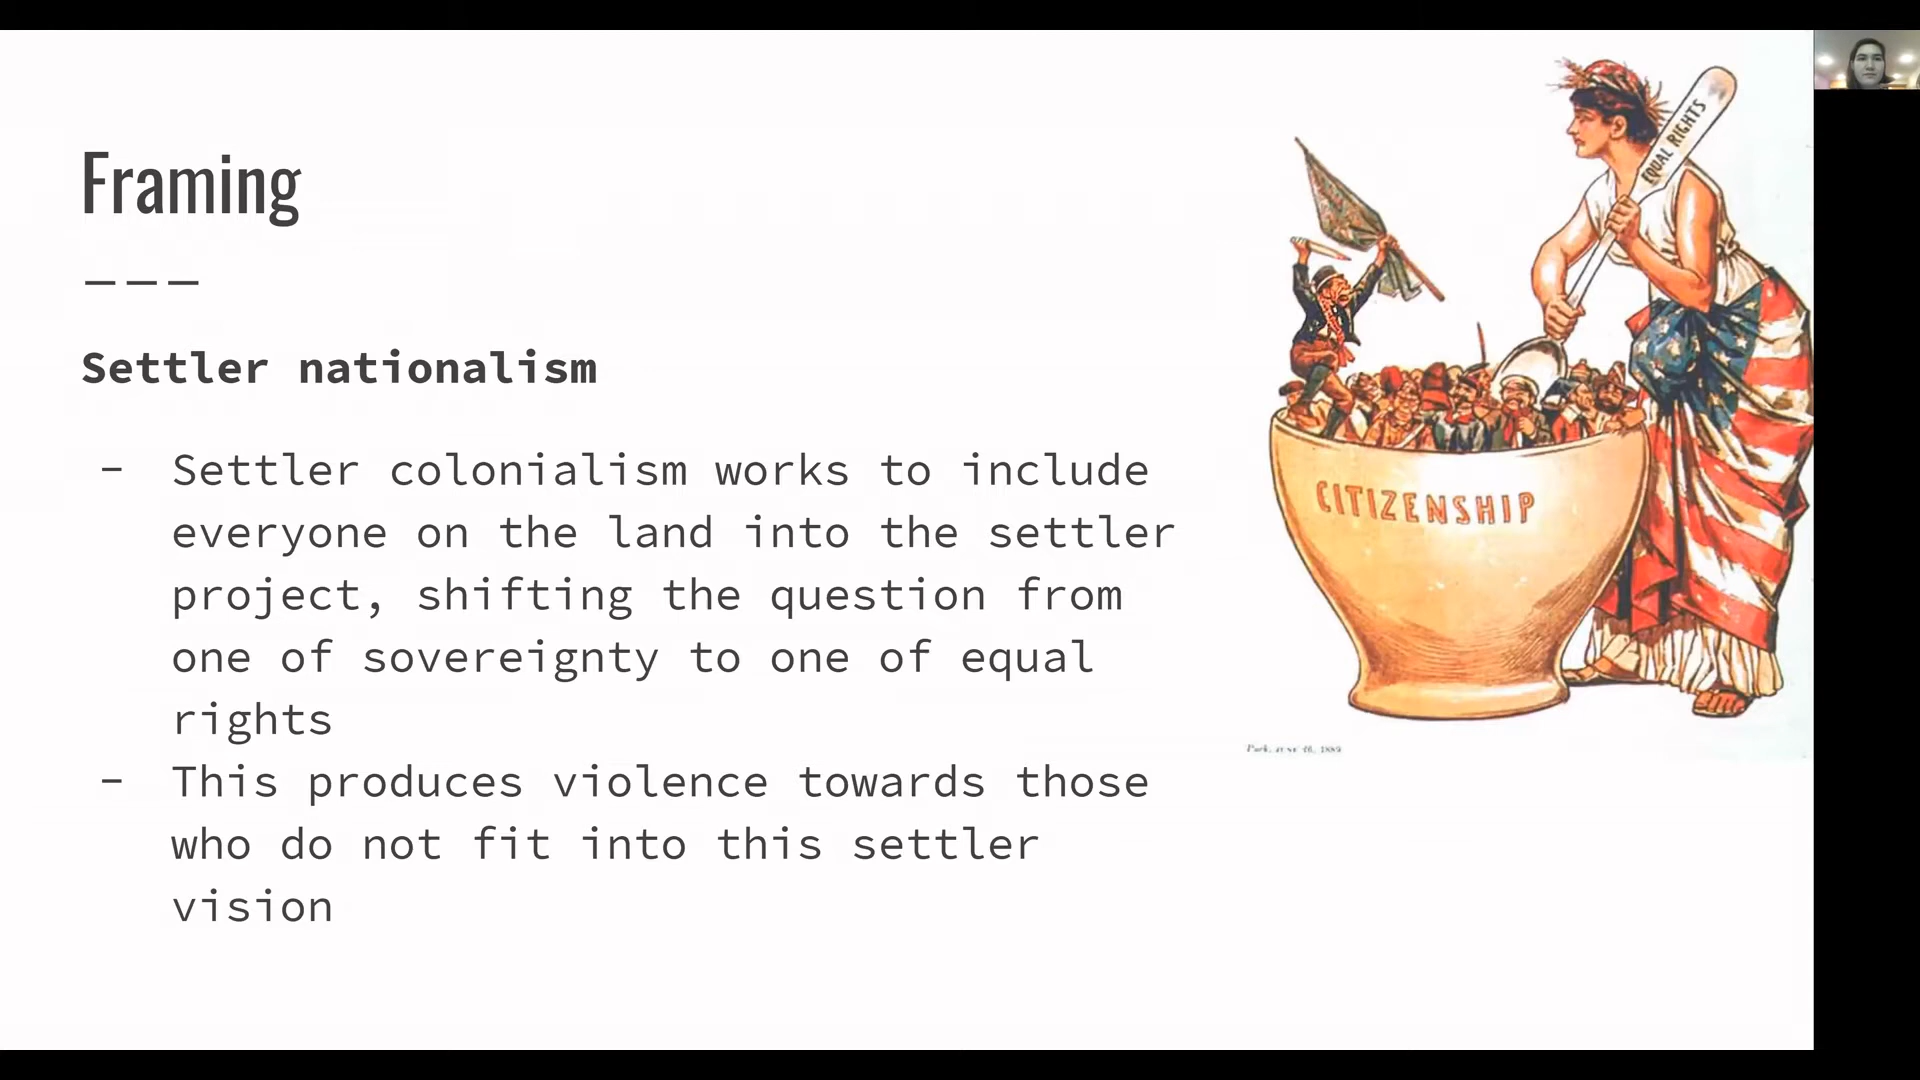 Framing
Settler nationalism
- Settler colonialism works to include
everyone on the land into the settler
project, shifting the question from
one of sovereignty to one of equal
rights
- This produces violence towards those
who do not fit into this settler
vision
EQUAL RIGHTS
CITIZENSHIP
1889